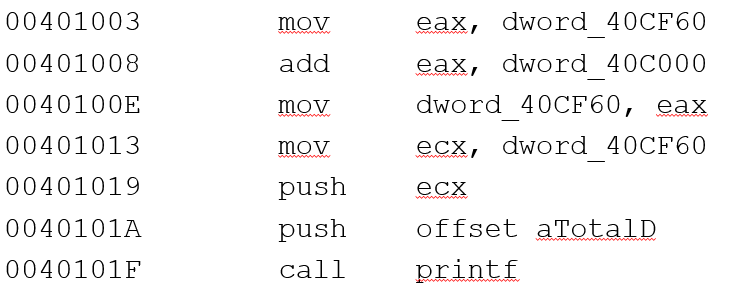 00401003 mov eax, dword_40CF60
00401008 add eax, dword_40C000
0040100E mov dword_40CF60, eax
00401013 mov ecx, dword_40CF60
00401019 push ecx
0040101A push offset aTotalD
0040101F call printf